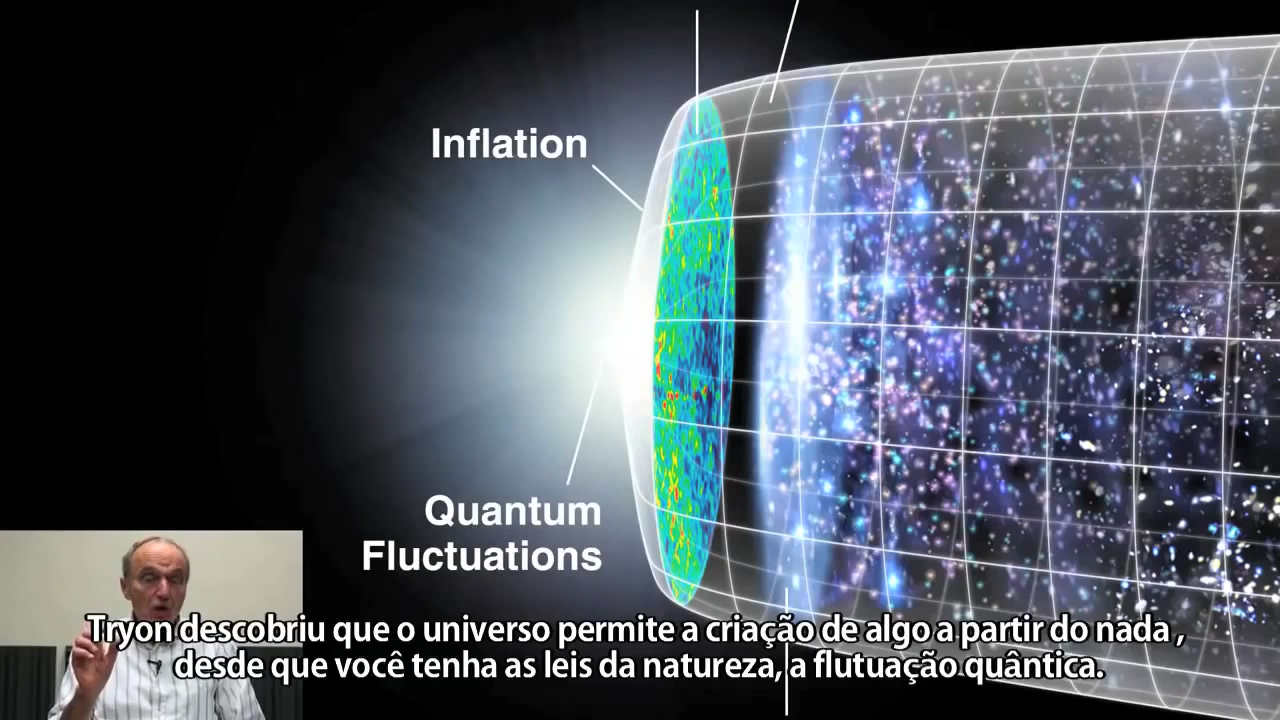 Inflation
Quantum
Fluctuations
Tryon descobriu que o universo permite a criação de algo a partir do nada ,
desde que você tenha as leis da natureza, a flutuação quântica.